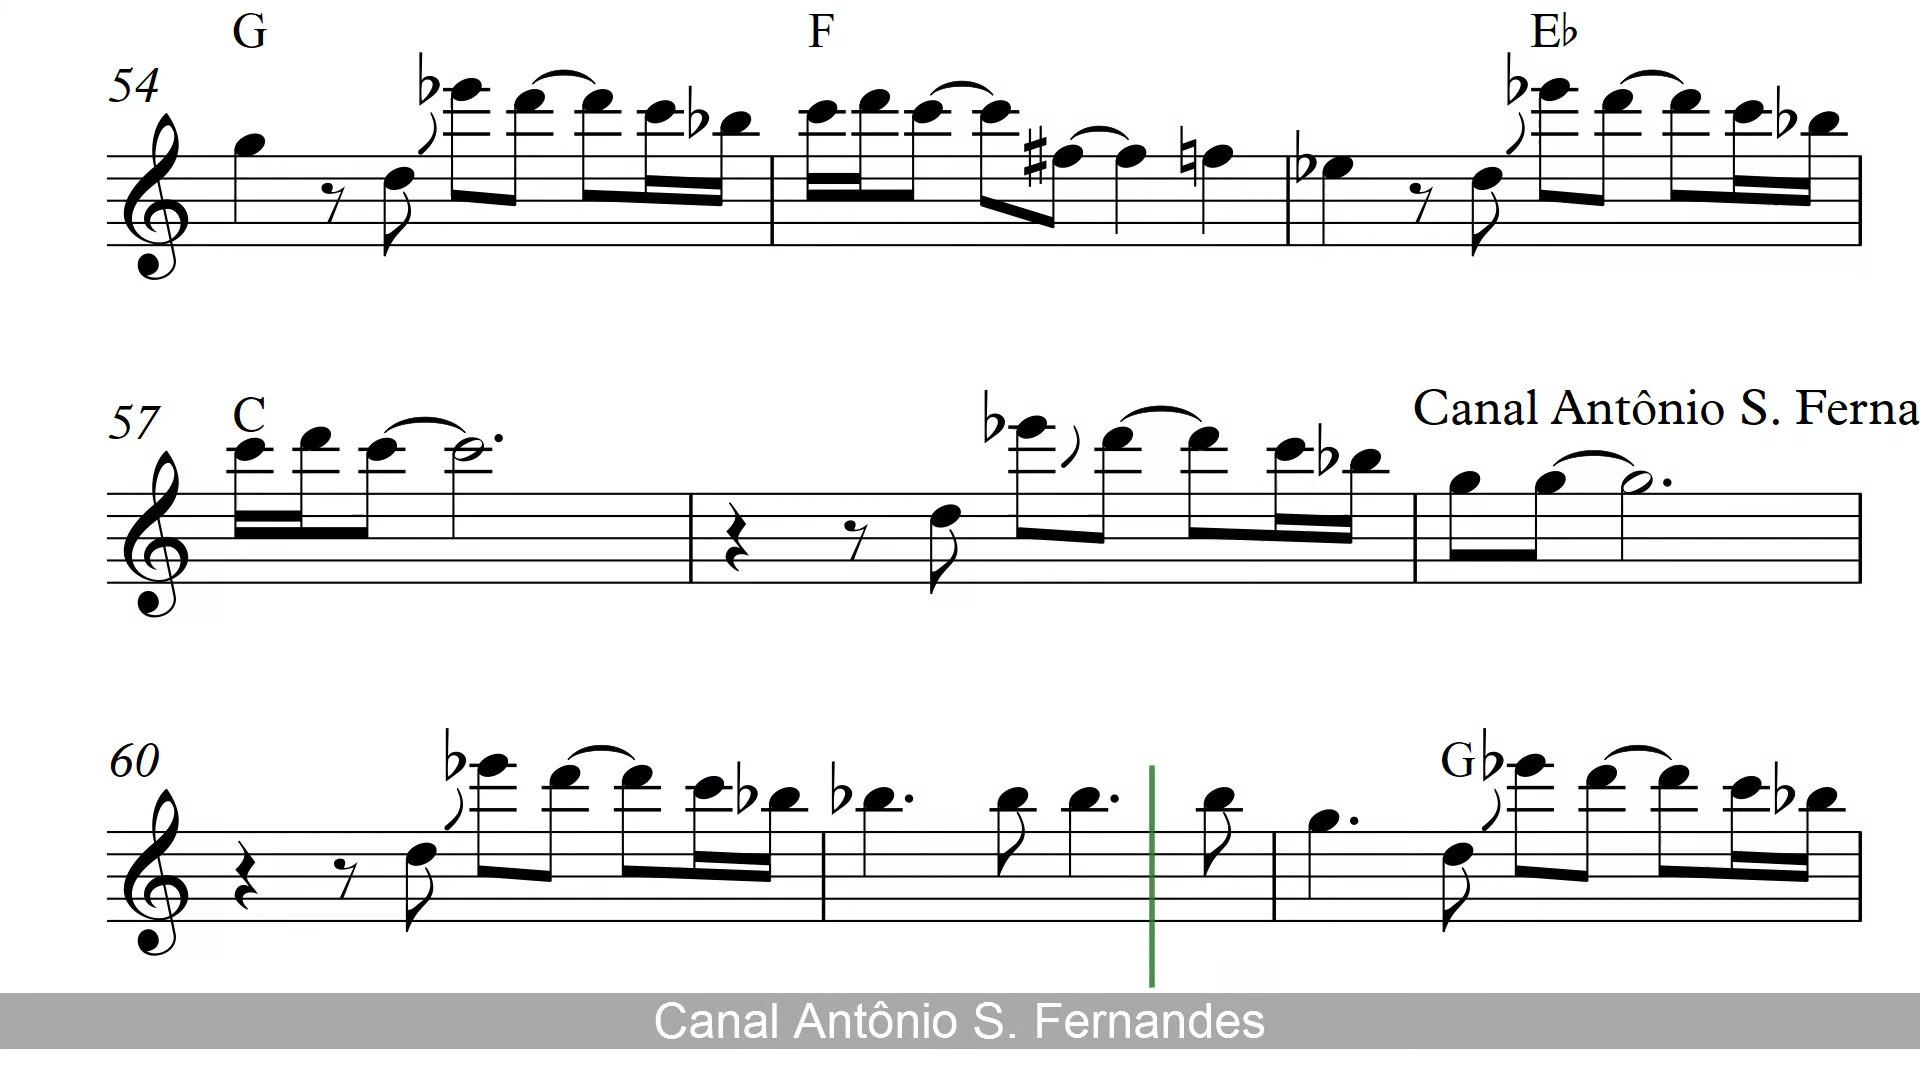 G F E♭
54
Canal Antônio S. Ferna
57 C
60 G
Canal Antônio S. Fernandes